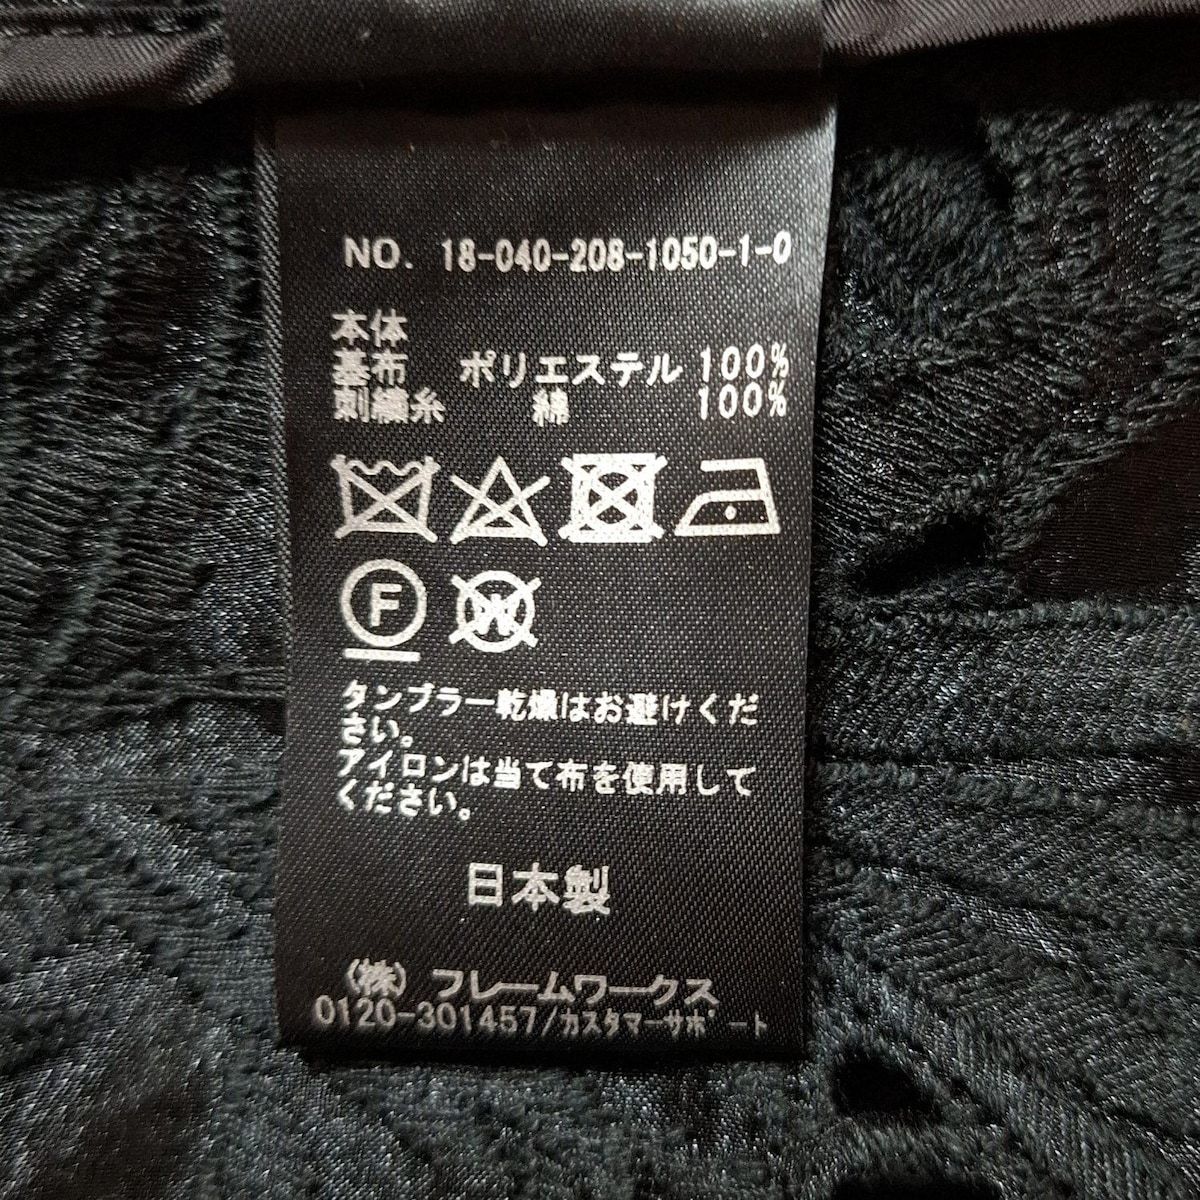 NO. 18-040-208-1050-1-0
本体
基布 ポリエステル 100%
刺繍糸 綿 100%
F
W
タンブラー乾燥はお避けくだ
さい。
アイロンは当て布を使用して
ください。
日本製
(株) フレームワークス
0120-301457/カスタマーサポート